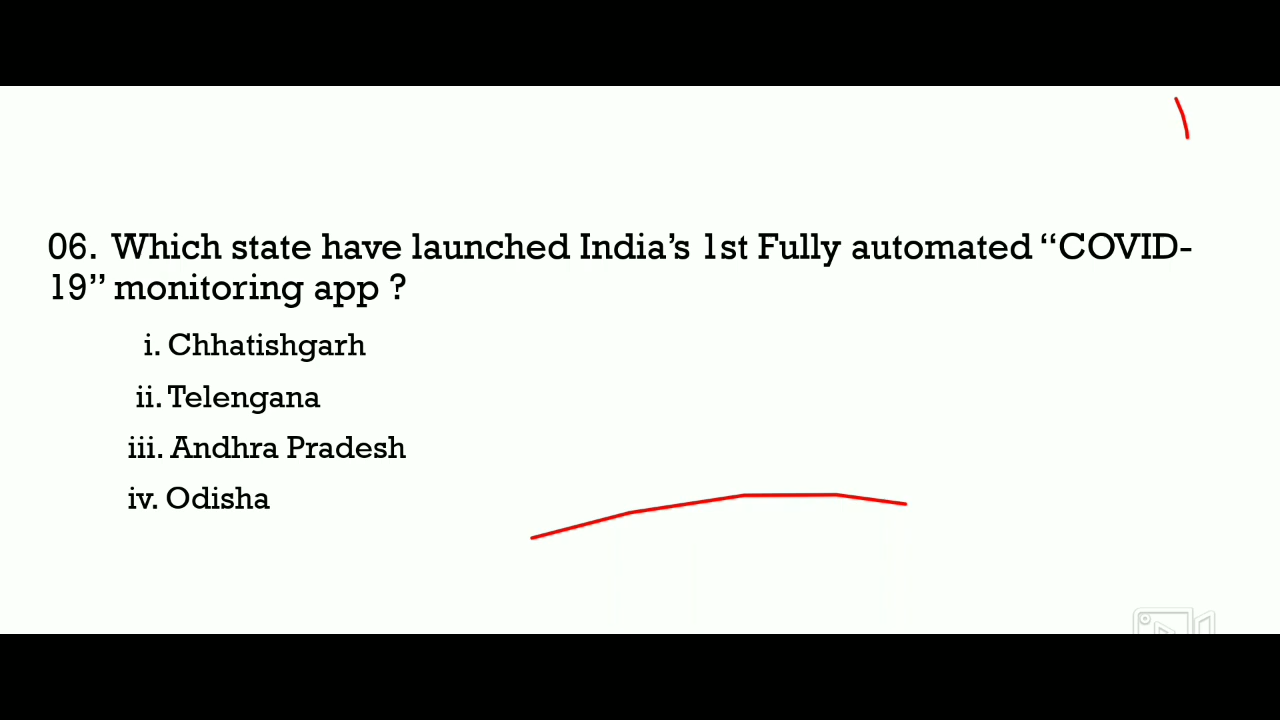 06. Which state have launched India’s 1st Fully automated “COVID-
19” monitoring app ?
i. Chhatishgarh
ii. Telengana
iii. Andhra Pradesh
iv. Odisha